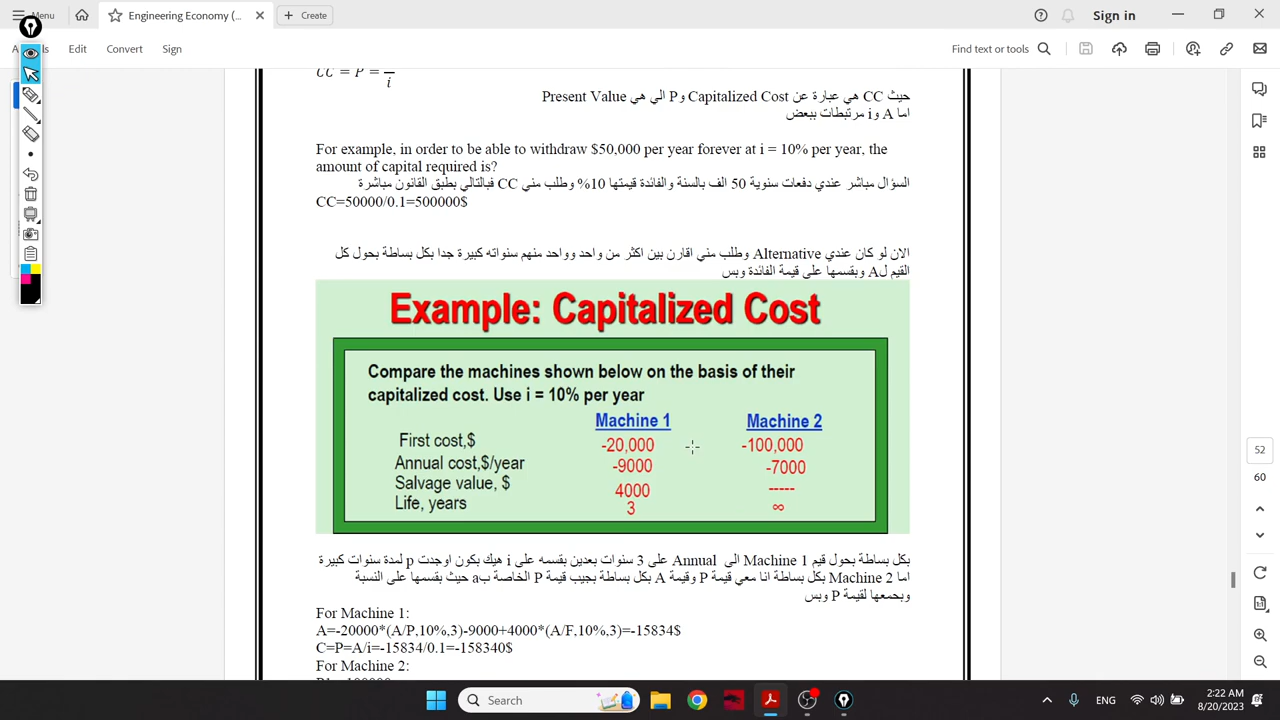 Menu
Engineering Economy (...
Create
Sign in
Edit
Convert
Sign
Find text or tools
CC = P =
i
حيث CC هي عبارة عن Capitalized Cost و P الي هي Present Value
اما A و i مرتبطات ببعض
For example, in order to be able to withdraw $50,000 per year forever at i = 10% per year, the
amount of capital required is?
السؤال مباشر عندي دفعات سنوية 50 الف بالسنة والفائدة قيمتها 10% وطلب مني CC فبالتالي بطبق القانون مباشرة
CC=50000/0.1=500000$
الان لو كان عندي Alternative وطلب مني اقارن بين اكثر من واحد وواحد منهم سنواته كبيرة جدا بكل بساطة بحول كل
القيم ل A وبقسمها على قيمة الفائدة وبس
Example: Capitalized Cost
Compare the machines shown below on the basis of their
capitalized cost. Use i = 10% per year
Machine 1 Machine 2
First cost,$ -20,000 -100,000
Annual cost,$/year -9000 -7000
Salvage value, $ 4000 -----
Life, years 3 ∞
بكل بساطة بحول قيم Machine 1 الى Annual على 3 سنوات بعدين بقسمه على i هيك بكون اوجدت p لمدة سنوات كبيرة
اما Machine 2 بكل بساطة انا معي قيمة P وقيمة A بكل بساطة بجيب قيمة P الخاصة ب a حيث بقسمها على النسبة
وبجمعها لقيمة P وبس
For Machine 1:
A=-20000*(A/P,10%,3)-9000+4000*(A/F,10%,3)=-15834$
C=P=A/i=-15834/0.1=-158340$
For Machine 2:
52
60
Search
ENG
2:22 AM
8/20/2023